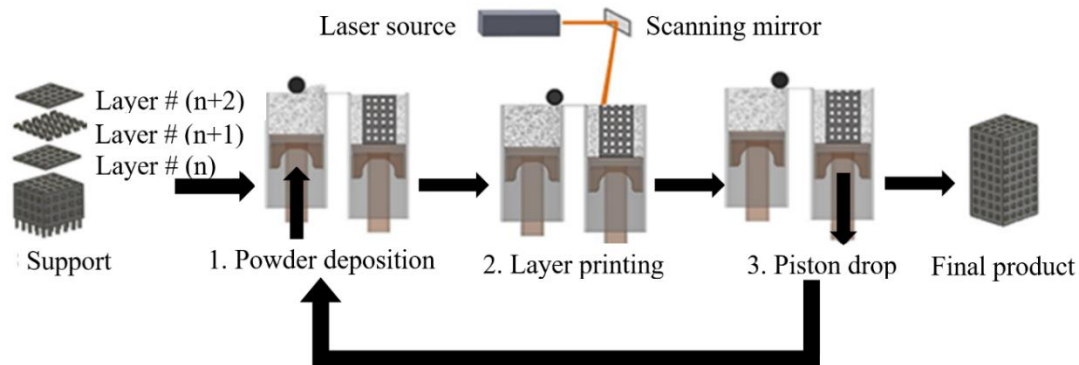 Laser source
Scanning mirror
Layer # (n+2)
Layer # (n+1)
Layer # (n)
Support
1. Powder deposition
2. Layer printing
3. Piston drop
Final product